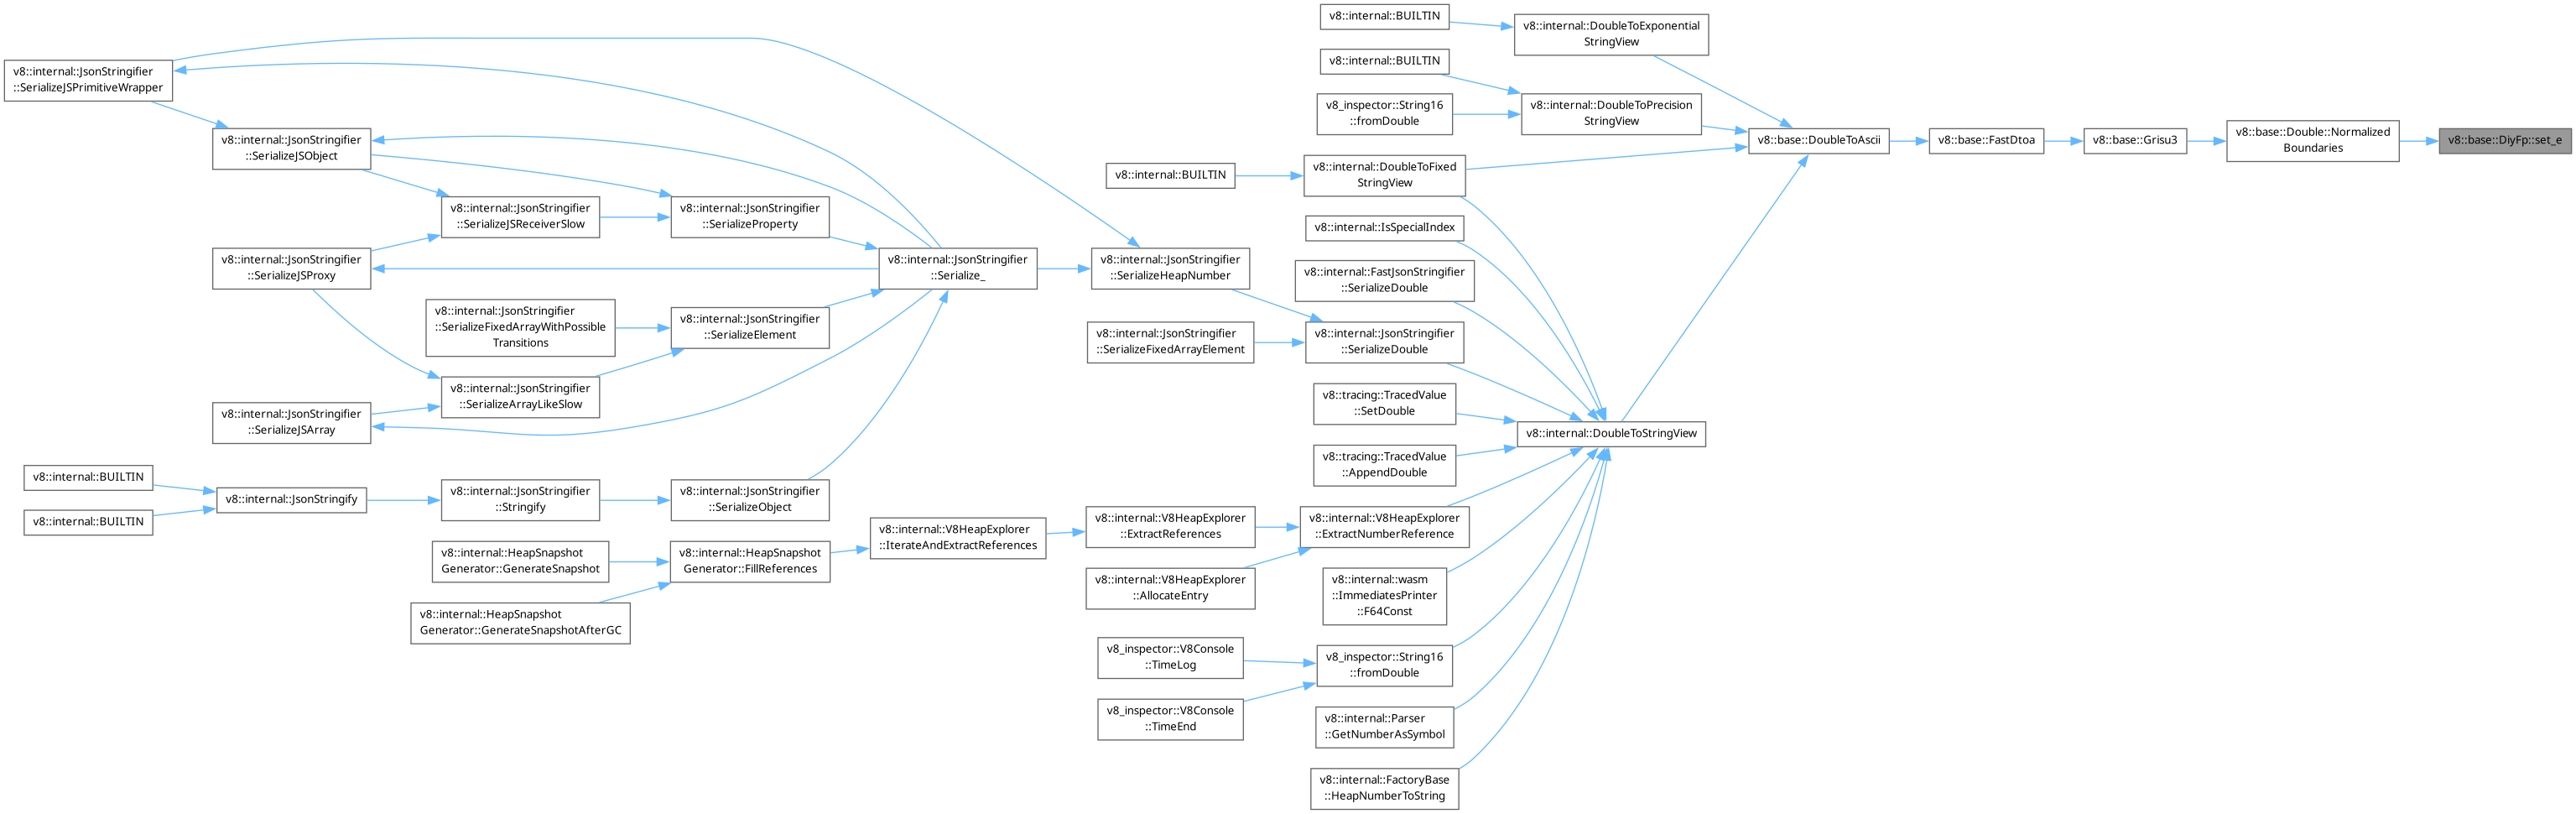 v8::internal::BUILTIN
v8::internal::DoubleToExponential
StringView
v8::internal::BUILTIN
v8::internal::JsonStringifier
::SerializeJSPrimitiveWrapper
v8_inspector::String16
::fromDouble
v8::internal::DoubleToPrecision
StringView
v8::internal::JsonStringifier
::SerializeJSObject
v8::base::DoubleToAscii
v8::base::FastDtoa
v8::base::Grisu3
v8::base::Double::Normalized
Boundaries
v8::base::DiyFp::set_e
v8::internal::BUILTIN
v8::internal::DoubleToFixed
StringView
v8::internal::JsonStringifier
::SerializeJSReceiverSlow
v8::internal::JsonStringifier
::SerializeProperty
v8::internal::IsSpecialIndex
v8::internal::JsonStringifier
::SerializeJSProxy
v8::internal::JsonStringifier
::Serialize_
v8::internal::JsonStringifier
::SerializeHeapNumber
v8::internal::FastJsonStringifier
::SerializeDouble
v8::internal::JsonStringifier
::SerializeFixedArrayWithPossible
Transitions
v8::internal::JsonStringifier
::SerializeElement
v8::internal::JsonStringifier
::SerializeFixedArrayElement
v8::internal::JsonStringifier
::SerializeDouble
v8::internal::JsonStringifier
::SerializeArrayLikeSlow
v8::tracing::TracedValue
::SetDouble
v8::internal::JsonStringifier
::SerializeJSArray
v8::internal::DoubleToStringView
v8::tracing::TracedValue
::AppendDouble
v8::internal::BUILTIN
v8::internal::BUILTIN
v8::internal::JsonStringify
v8::internal::JsonStringifier
::Stringify
v8::internal::JsonStringifier
::SerializeObject
v8::internal::V8HeapExplorer
::IterateAndExtractReferences
v8::internal::V8HeapExplorer
::ExtractReferences
v8::internal::V8HeapExplorer
::ExtractNumberReference
v8::internal::HeapSnapshot
Generator::GenerateSnapshot
v8::internal::HeapSnapshot
Generator::FillReferences
v8::internal::V8HeapExplorer
::AllocateEntry
v8::internal::wasm
::ImmediatesPrinter
::F64Const
v8::internal::HeapSnapshot
Generator::GenerateSnapshotAfterGC
v8_inspector::V8Console
::TimeLog
v8_inspector::String16
::fromDouble
v8_inspector::V8Console
::TimeEnd
v8::internal::Parser
::GetNumberAsSymbol
v8::internal::FactoryBase
::HeapNumberToString